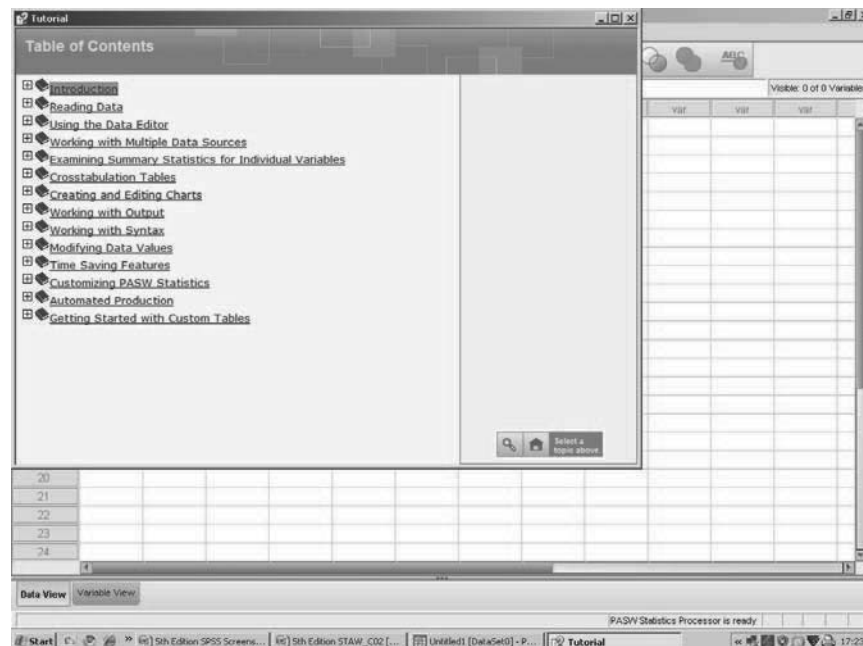 Tutorial
Table of Contents
Introduction
Reading Data
Using the Data Editor
Working with Multiple Data Sources
Examining Summary Statistics for Individual Variables
Crosstabulation Tables
Creating and Editing Charts
Working with Output
Working with Syntax
Modifying Data Values
Time Saving Features
Customizing PASW Statistics
Automated Production
Getting Started with Custom Tables
Select a
topic above.
ABC
Visible: 0 of 0 Variable
var var var
20
21
22
23
24
Data View Variable View
PASW Statistics Processor is ready
Start 5th Edition SPSS Screens... 5th Edition STAW_C02 [... Untitled1 [DataSet0] - P... Tutorial 17:23